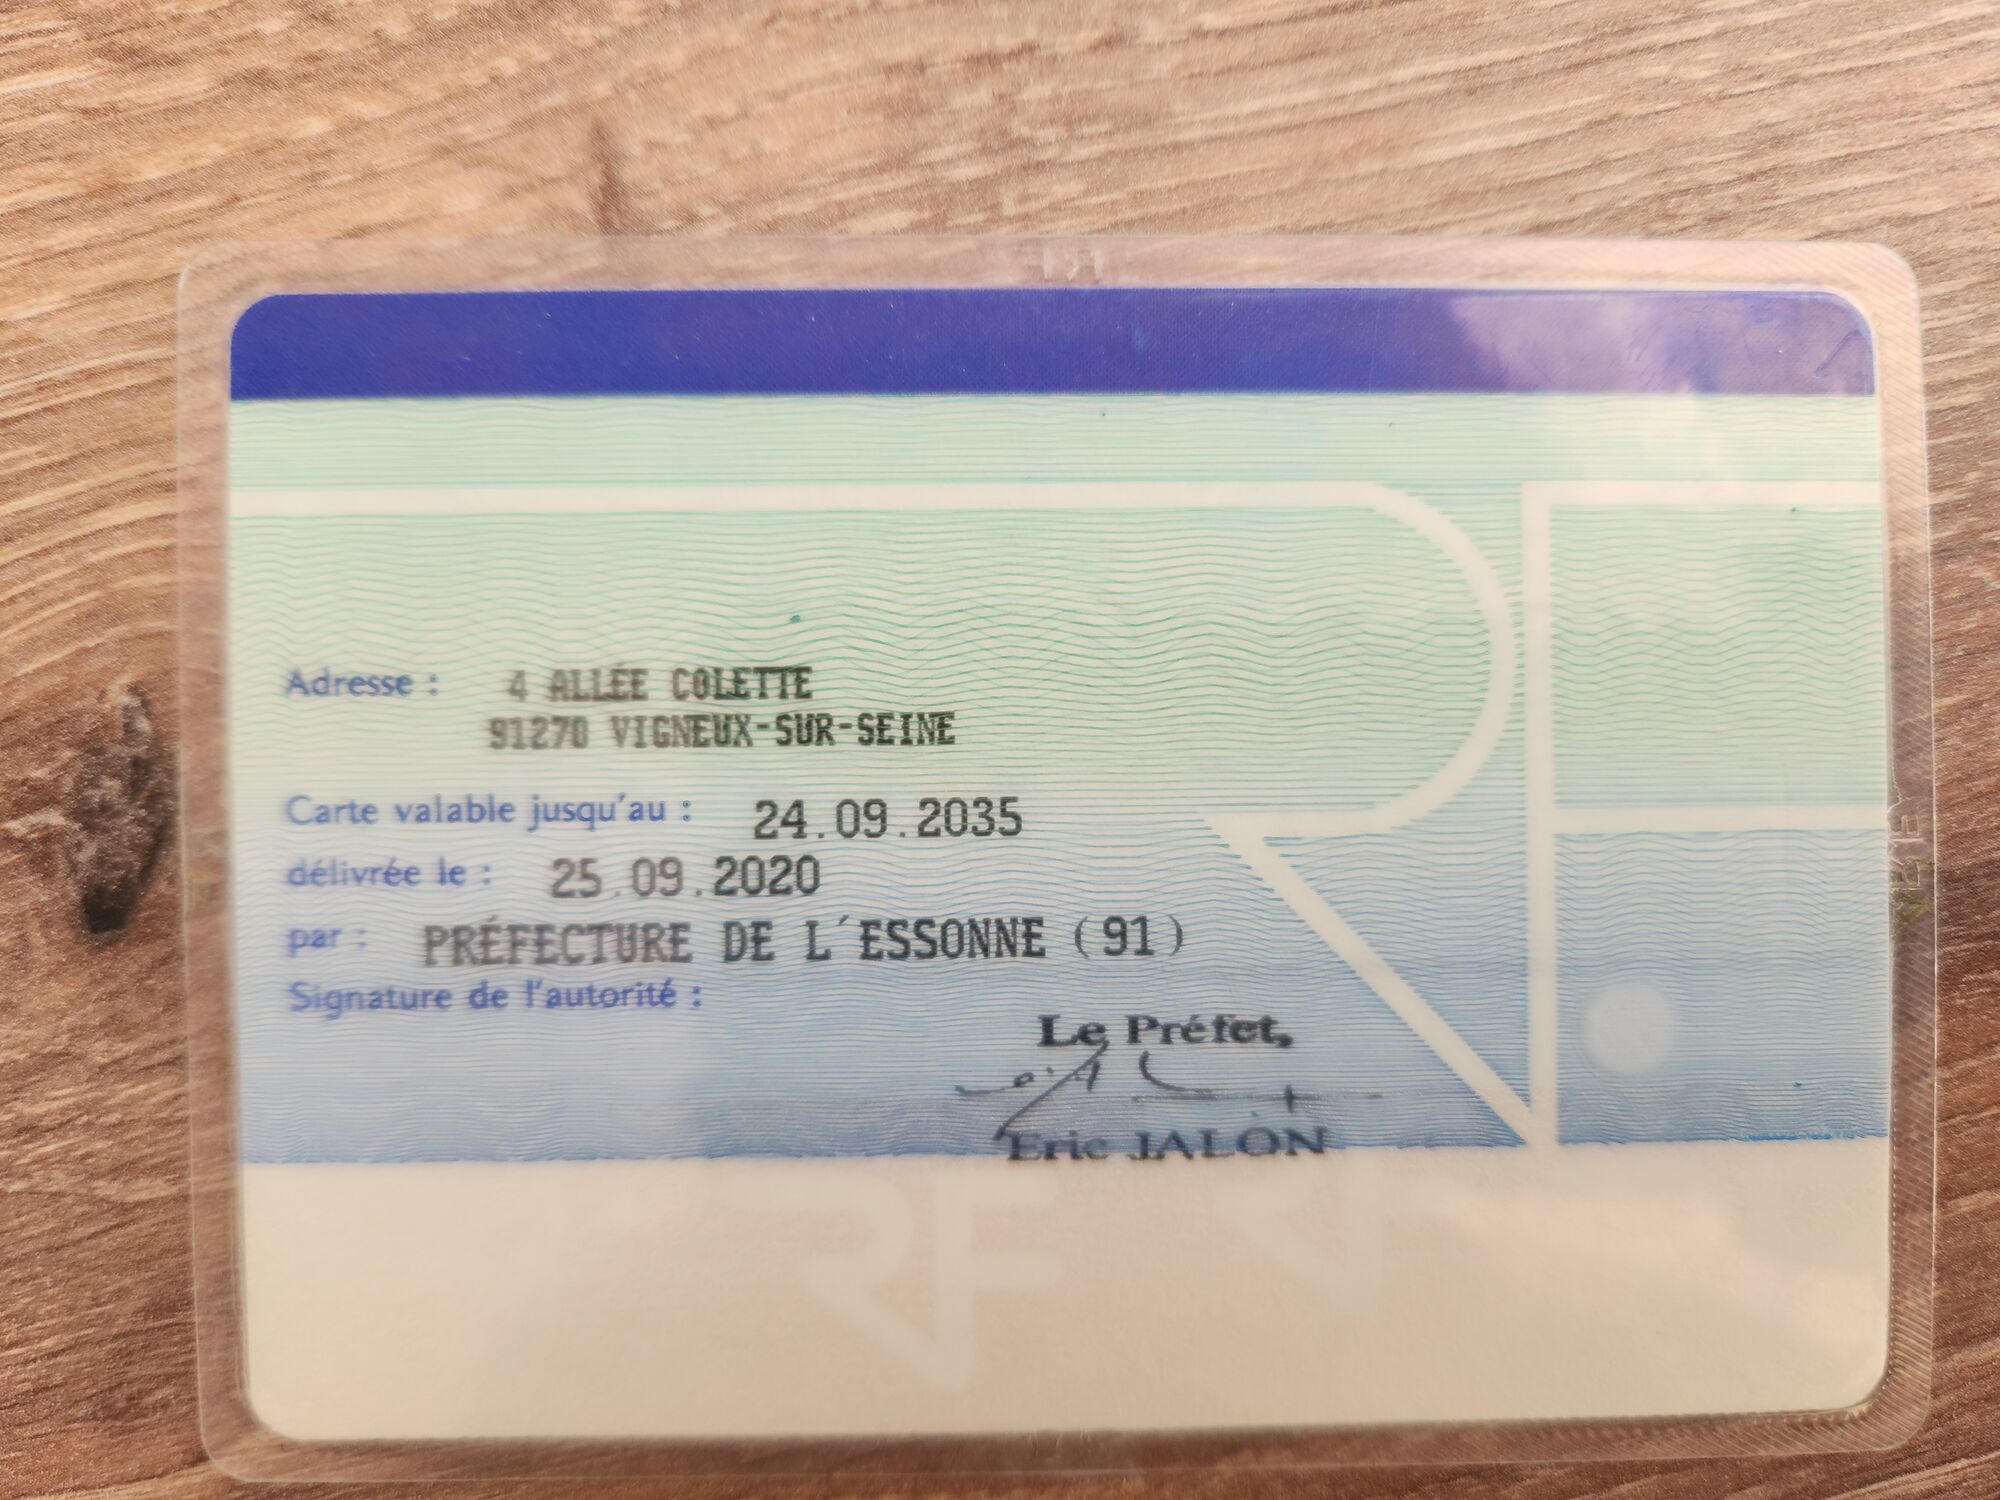 Adresse : 4 ALLÉE COLETTE
91270 VIGNEUX-SUR-SEINE
Carte valable jusqu'au : 24.09.2035
délivrée le : 25.09.2020
par : PRÉFECTURE DE L´ESSONNE (91)
Signature de l'autorité :
Le Préfet,
Eric JALON
RF